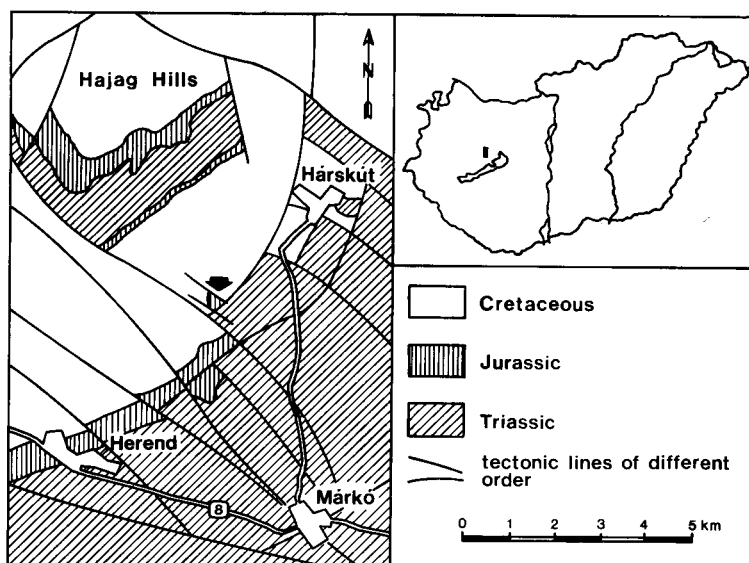 Hajag Hills
N
Hárskút
Herend
8
Márkó
Cretaceous
Jurassic
Triassic
tectonic lines of different
order
0 1 2 3 4 5 km